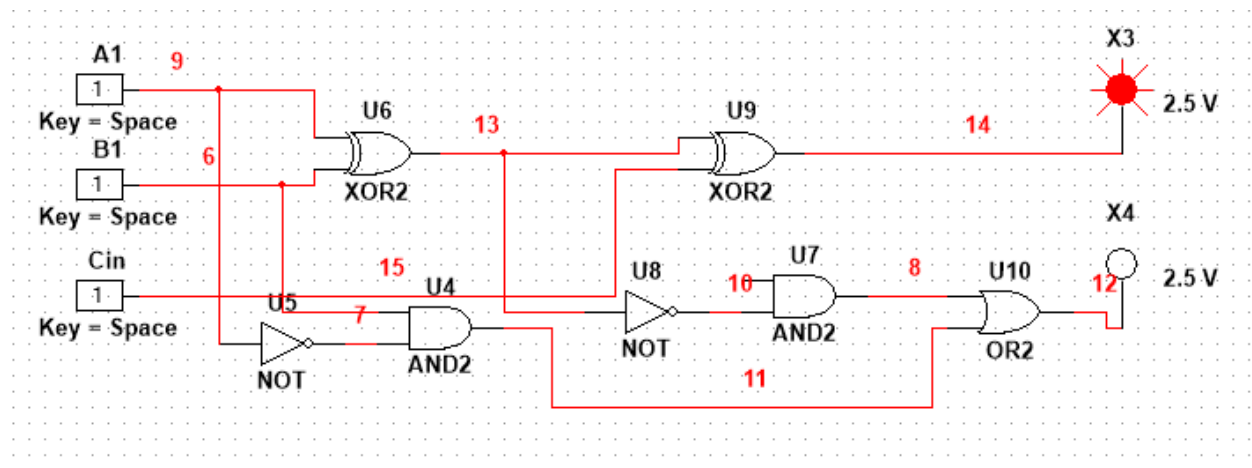 X3
A1
9
1
2.5 V
Key = Space
U6
13
U9
14
B1
6
1
XOR2
XOR2
Key = Space
X4
Cin
15
U8
U7
8
U10
2.5 V
1
U5
U4
10
12
Key = Space
7
NOT
AND2
OR2
NOT
AND2
11